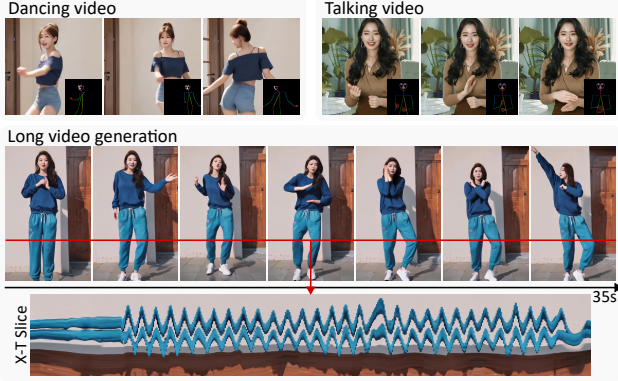 Dancing video
Talking video
Long video generation
35s
X-T Slice